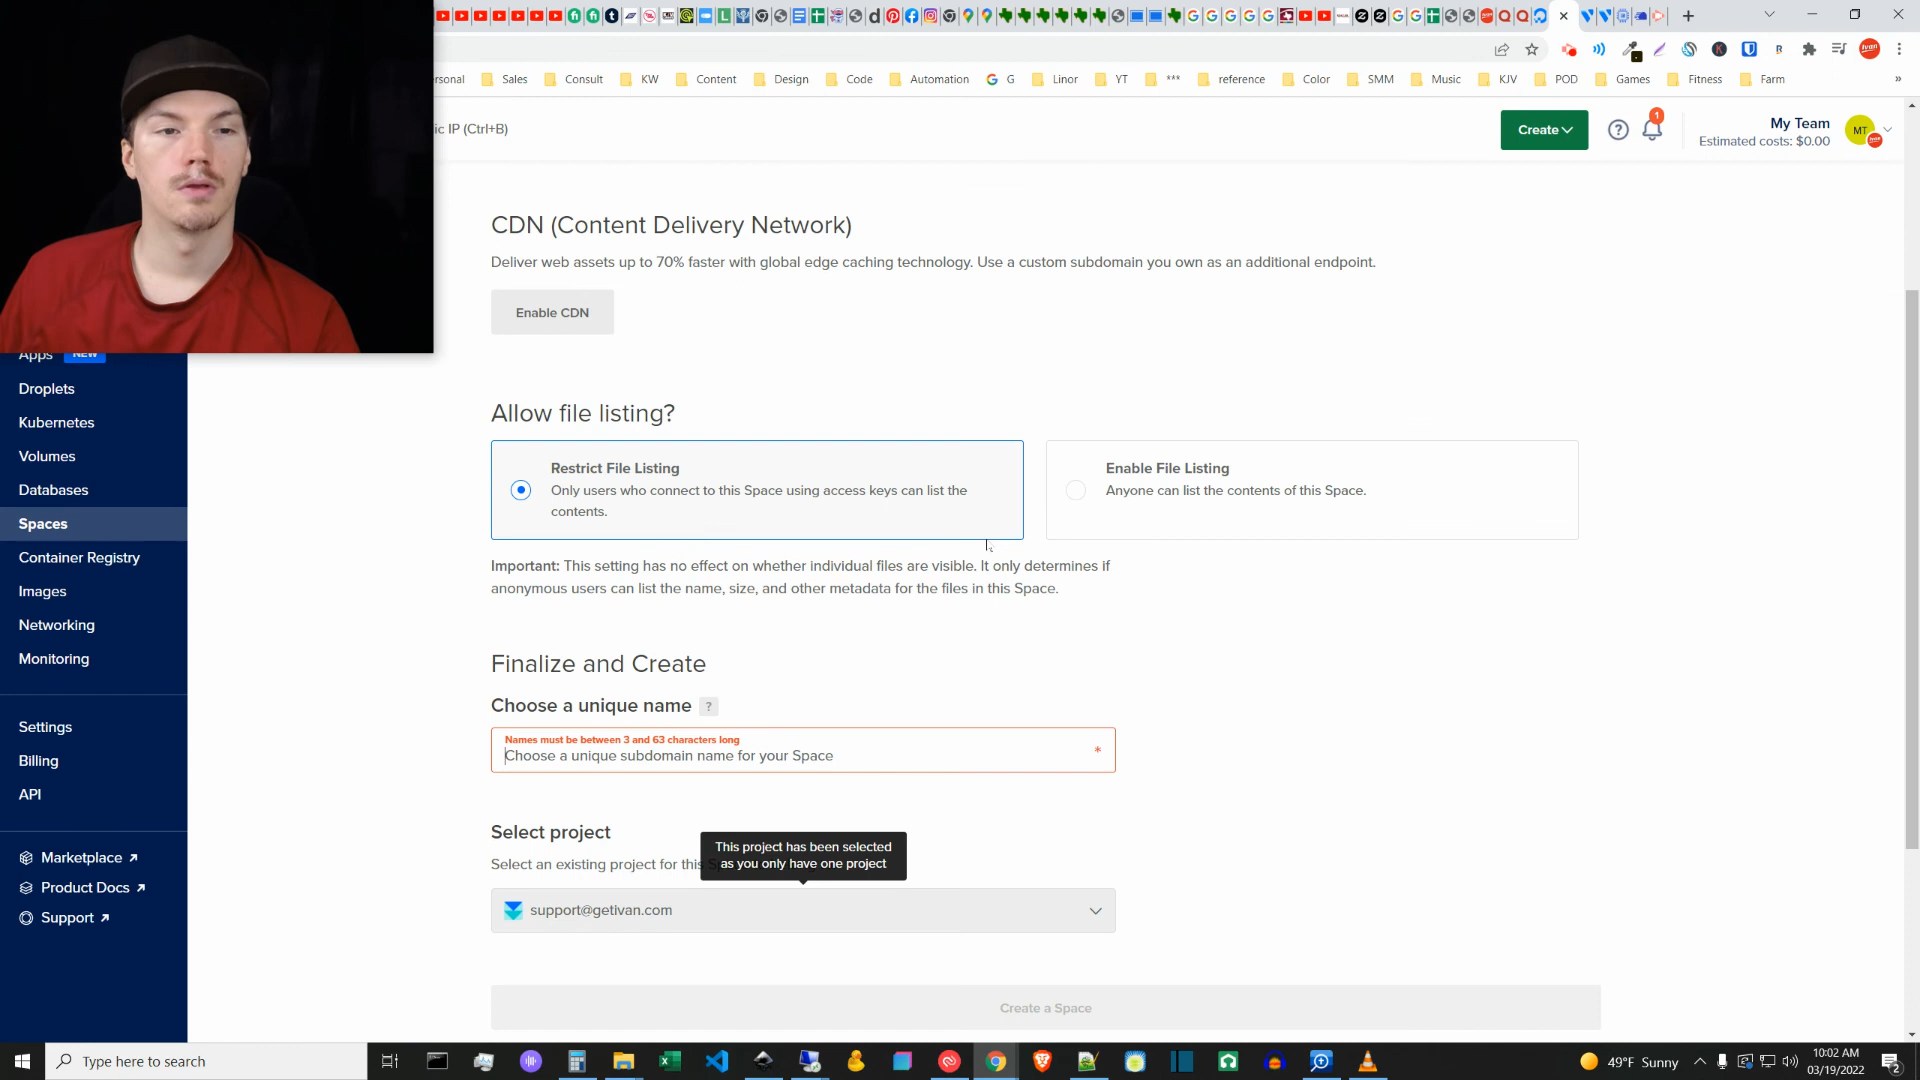 ersonal
Sales
Consult
KW
Content
Design
Code
Automation
G
Linor
YT
***
reference
Color
SMM
Music
KJV
POD
Games
Fitness
Farm
»
ic IP (Ctrl+B)
Create
1
My Team
Estimated costs: $0.00
MT
CDN (Content Delivery Network)
Deliver web assets up to 70% faster with global edge caching technology. Use a custom subdomain you own as an additional endpoint.
Enable CDN
Apps NEW
Droplets
Kubernetes
Volumes
Databases
Spaces
Container Registry
Images
Networking
Monitoring
Settings
Billing
API
Marketplace ↗
Product Docs ↗
Support ↗
Allow file listing?
Restrict File Listing
Only users who connect to this Space using access keys can list the
contents.
Enable File Listing
Anyone can list the contents of this Space.
Important: This setting has no effect on whether individual files are visible. It only determines if
anonymous users can list the name, size, and other metadata for the files in this Space.
Finalize and Create
Choose a unique name ?
Names must be between 3 and 63 characters long
Choose a unique subdomain name for your Space *
Select project
Select an existing project for this
This project has been selected
as you only have one project
support@getivan.com
Create a Space
Type here to search
49°F Sunny
10:02 AM
03/19/2022
2